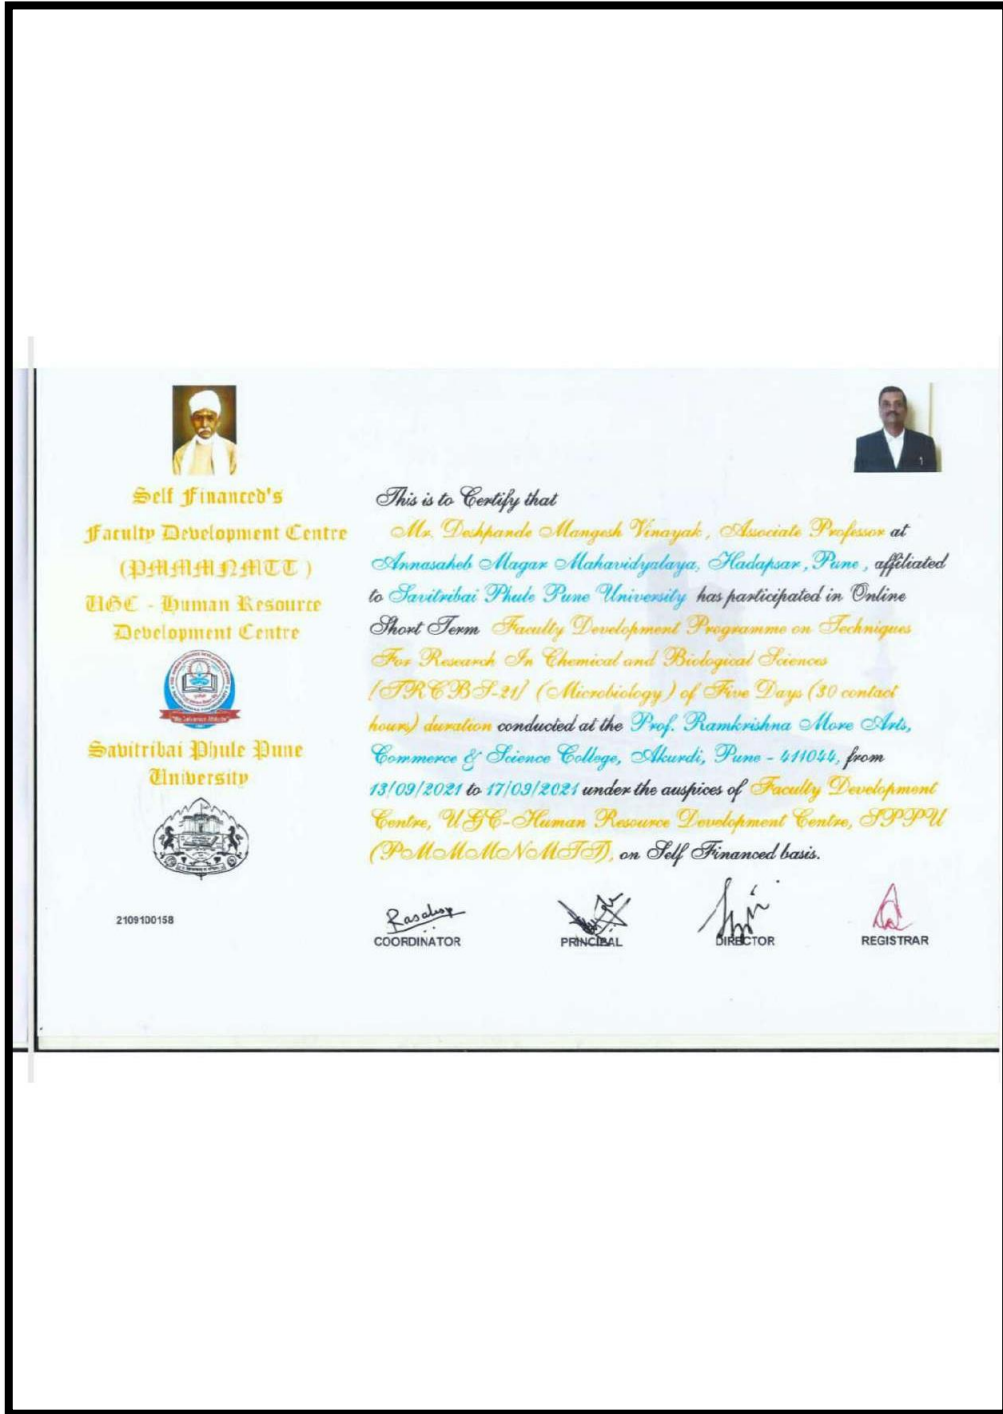 Self Financed's
Faculty Development Centre
(PMMMNMTT )
UGC - Human Resource
Development Centre
Savitribai Phule Pune
University
2109100158
This is to Certify that
Mr. Deshpande Mangesh Vinayak , Associate Professor at
Annasaheb Magar Mahavidyalaya, Hadapsar, Pune , affiliated
to Savitribai Phule Pune University has participated in Online
Short Term Faculty Development Programme on Techniques
For Research In Chemical and Biological Sciences
[TRCBS-21] (Microbiology) of Five Days (30 contact
hours) duration conducted at the Prof. Ramkrishna More Arts,
Commerce & Science College, Akurdi, Pune - 411044, from
13/09/2021 to 17/09/2021 under the auspices of Faculty Development
Centre, UGC-Human Resource Development Centre, SPPU
(PMMMNMTT), on Self Financed basis.
COORDINATOR
PRINCIPAL
DIRECTOR
REGISTRAR